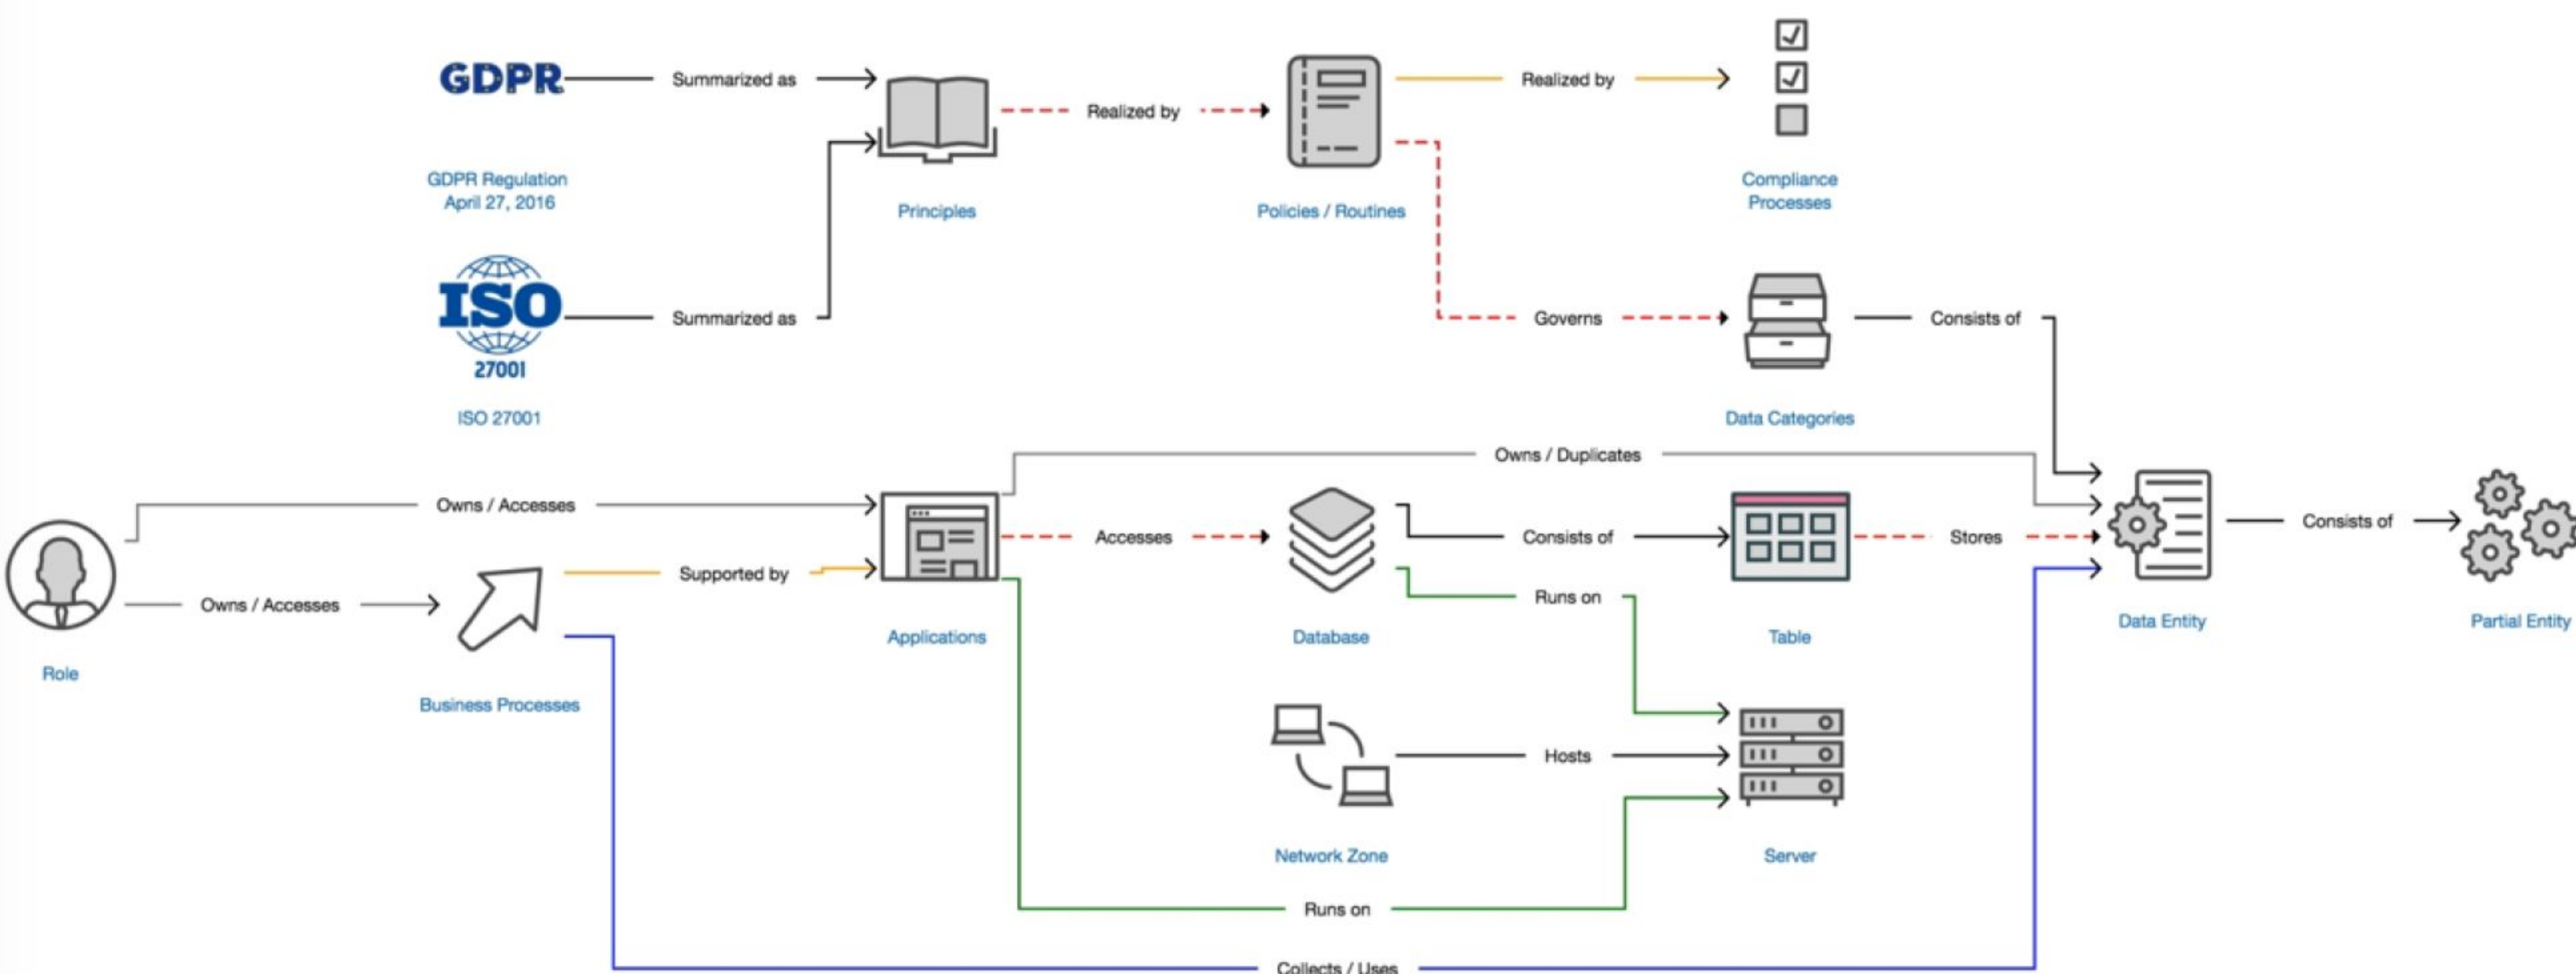 GDPR
Summarized as
Realized by
Realized by
GDPR Regulation
April 27, 2016
Principles
Policies / Routines
Compliance
Processes
ISO
27001
Summarized as
Governs
Consists of
ISO 27001
Data Categories
Owns / Duplicates
Owns / Accesses
Accesses
Consists of
Stores
Consists of
Supported by
Owns / Accesses
Runs on
Role
Business Processes
Applications
Database
Table
Data Entity
Partial Entity
Hosts
Network Zone
Server
Runs on
Collects / Uses